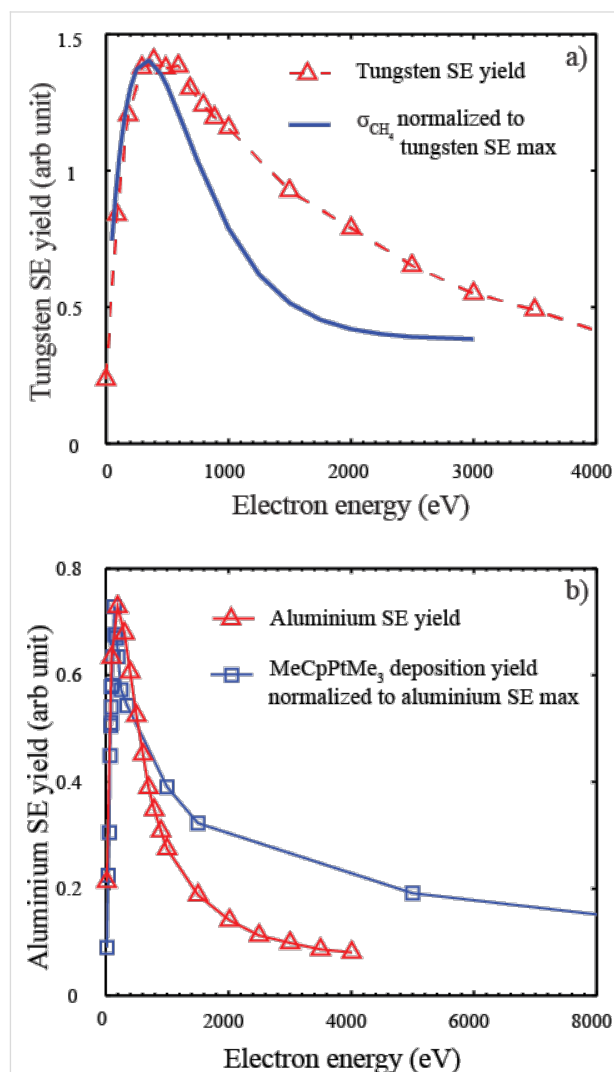 a)
1.5
1
0.5
0
Tungsten SE yield (arb unit)
Tungsten SE yield
σCH₄ normalized to
tungsten SE max
0 1000 2000 3000 4000
Electron energy (eV)
b)
0.8
0.6
0.4
0.2
0
Aluminium SE yield (arb unit)
Aluminium SE yield
MeCpPtMe₃ deposition yield
normalized to aluminium SE max
0 2000 4000 6000 8000
Electron energy (eV)